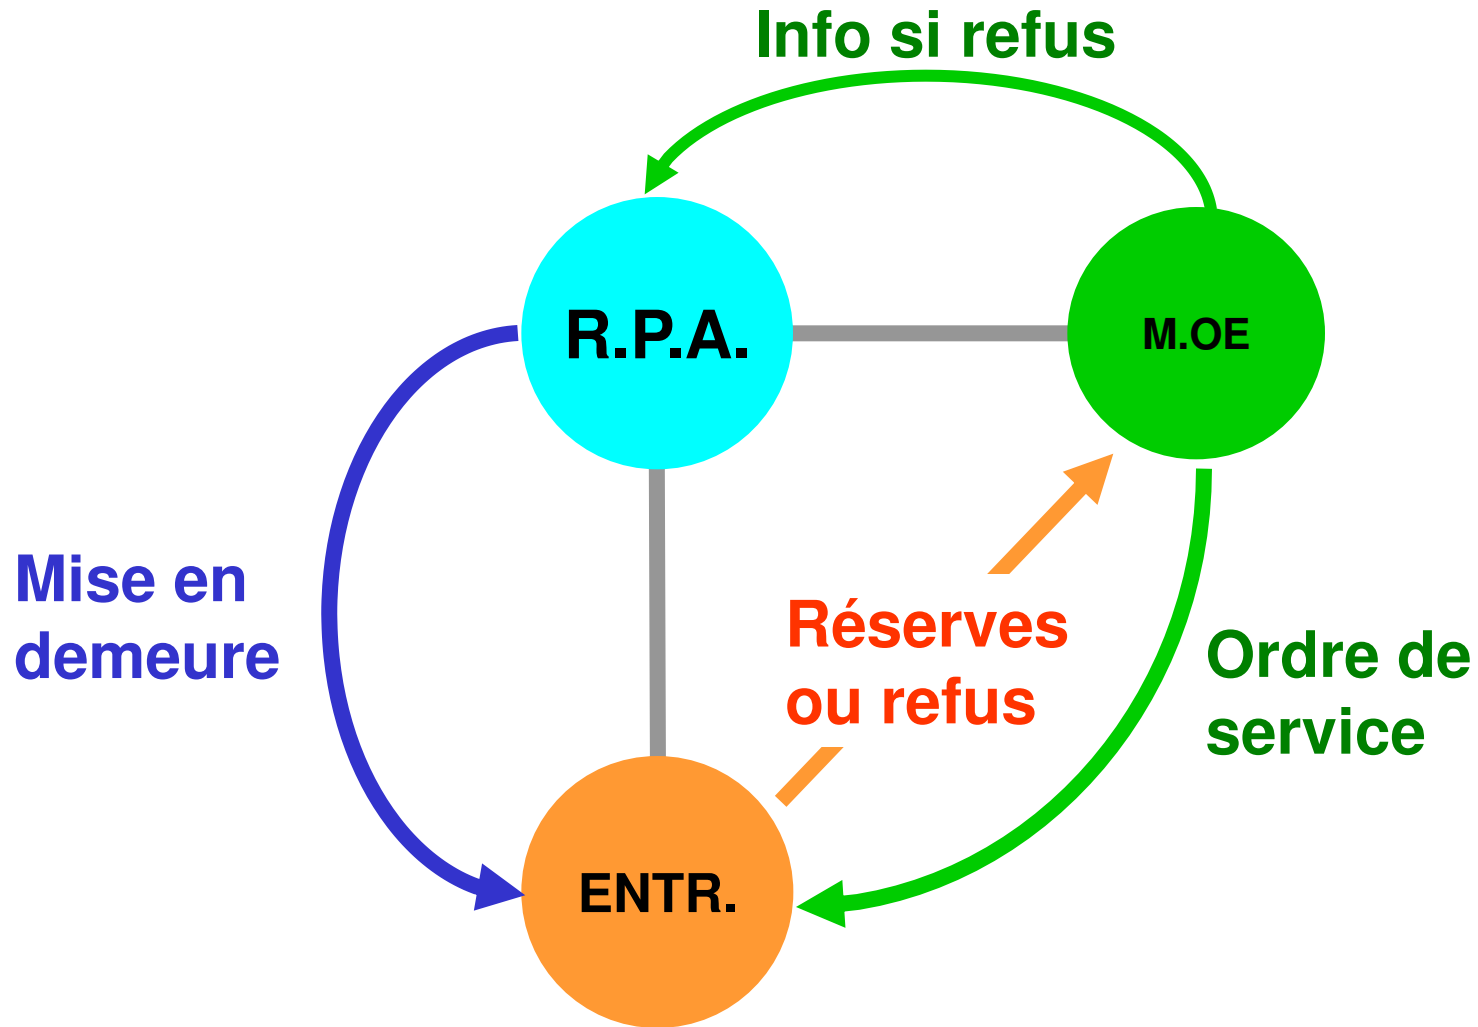 Info si refus
R.P.A.
M.OE
Mise en
demeure
Réserves
ou refus
Ordre de
service
ENTR.